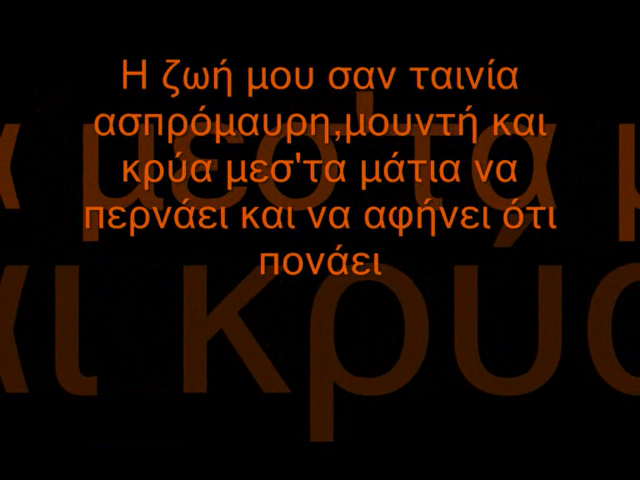 Η ζωή μου σαν ταινία
ασπρόμαυρη,μουντή και
κρύα μεσ'τα μάτια να
περνάει και να αφήνει ότι
πονάει